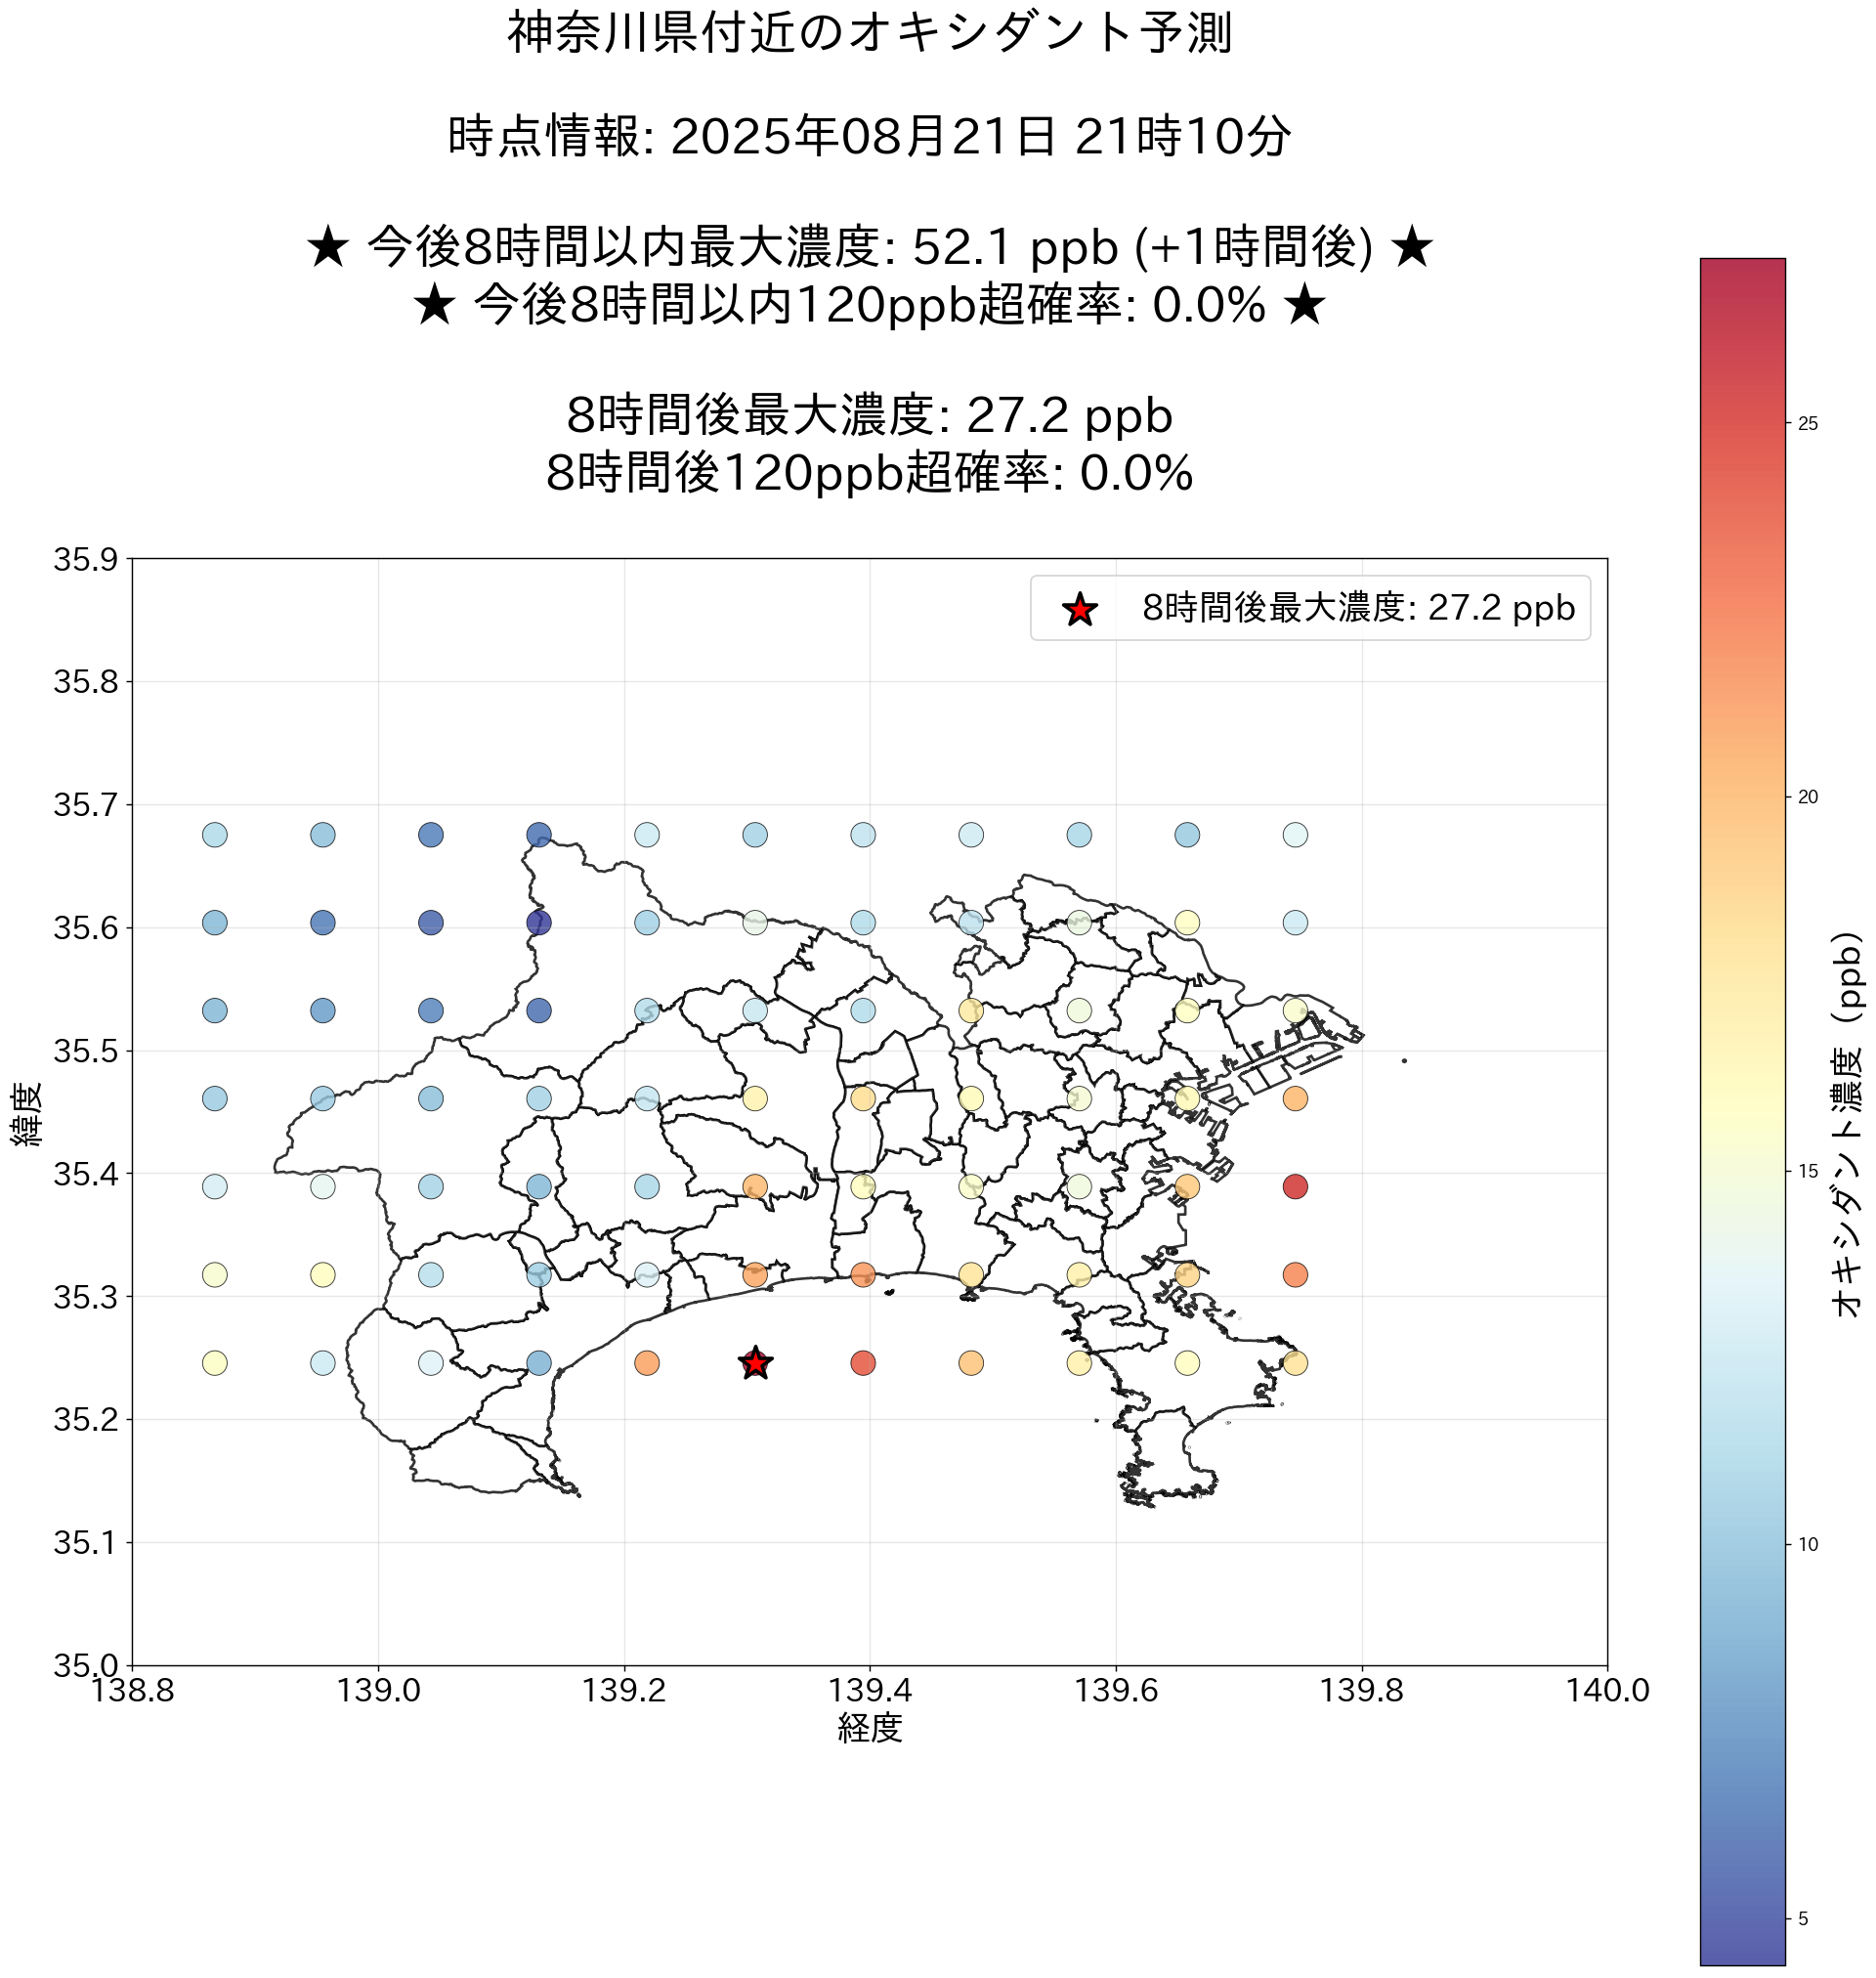 神奈川県付近のオキシダント予測
時点情報: 2025年08月21日 21時10分
★ 今後8時間以内最大濃度: 52.1 ppb (+1時間後) ★
★ 今後8時間以内120ppb超確率: 0.0% ★
8時間後最大濃度: 27.2 ppb
8時間後120ppb超確率: 0.0%
8時間後最大濃度: 27.2 ppb
35.9
35.8
35.7
35.6
35.5
35.4
35.3
35.2
35.1
35.0
緯度
138.8 139.0 139.2 139.4 139.6 139.8 140.0
経度
25
20
15
10
5
オキシダント濃度 (ppb)